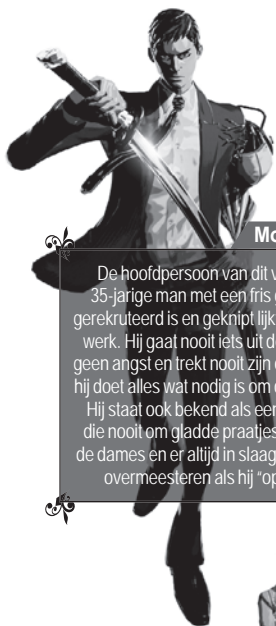 Mo
De hoofdpersoon van dit v
35-jarige man met een fris
gerekruteerd is en geknipt lijk
werk. Hij gaat nooit iets uit de
geen angst en trekt nooit zijn
hij doet alles wat nodig is om
Hij staat ook bekend als een
die nooit om gladde praatjes
de dames en er altijd in slaag
overmeesteren als hij “op